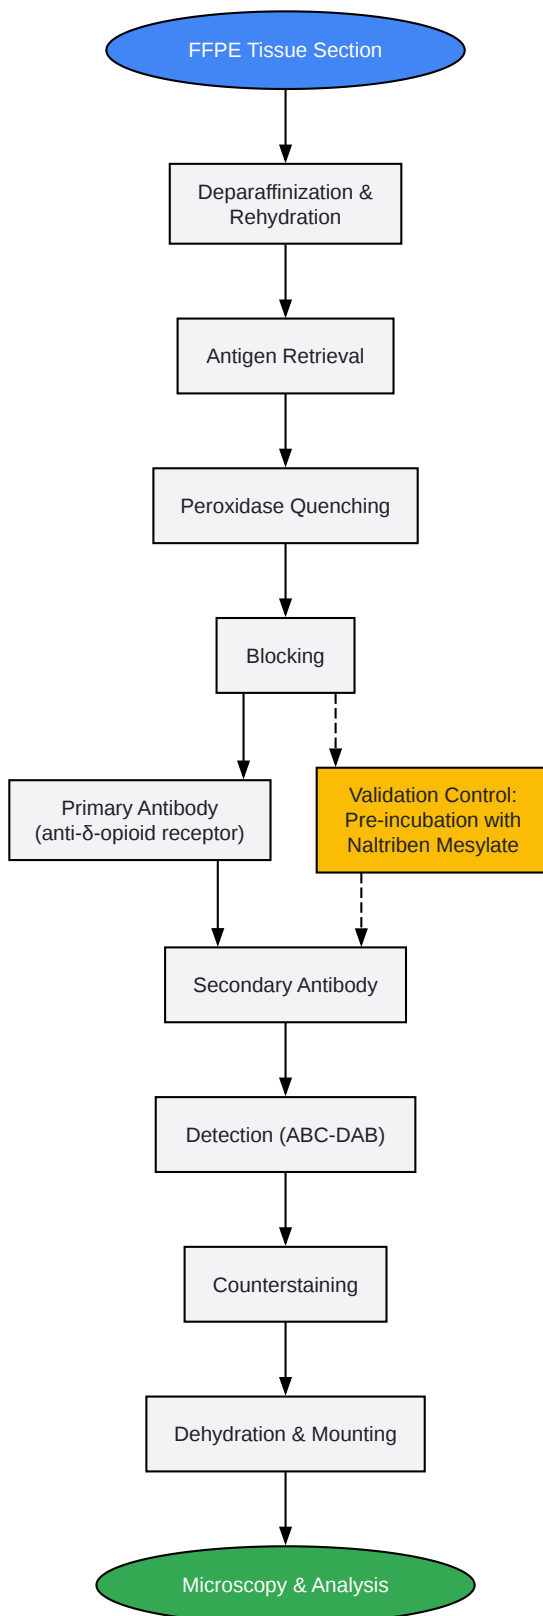 FFPE Tissue Section
Deparaffinization &
Rehydration
Antigen Retrieval
Peroxidase Quenching
Blocking
Primary Antibody
(anti-δ-opioid receptor)
Validation Control:
Pre-incubation with
Naltriben Mesylate
Secondary Antibody
Detection (ABC-DAB)
Counterstaining
Dehydration & Mounting
Microscopy & Analysis